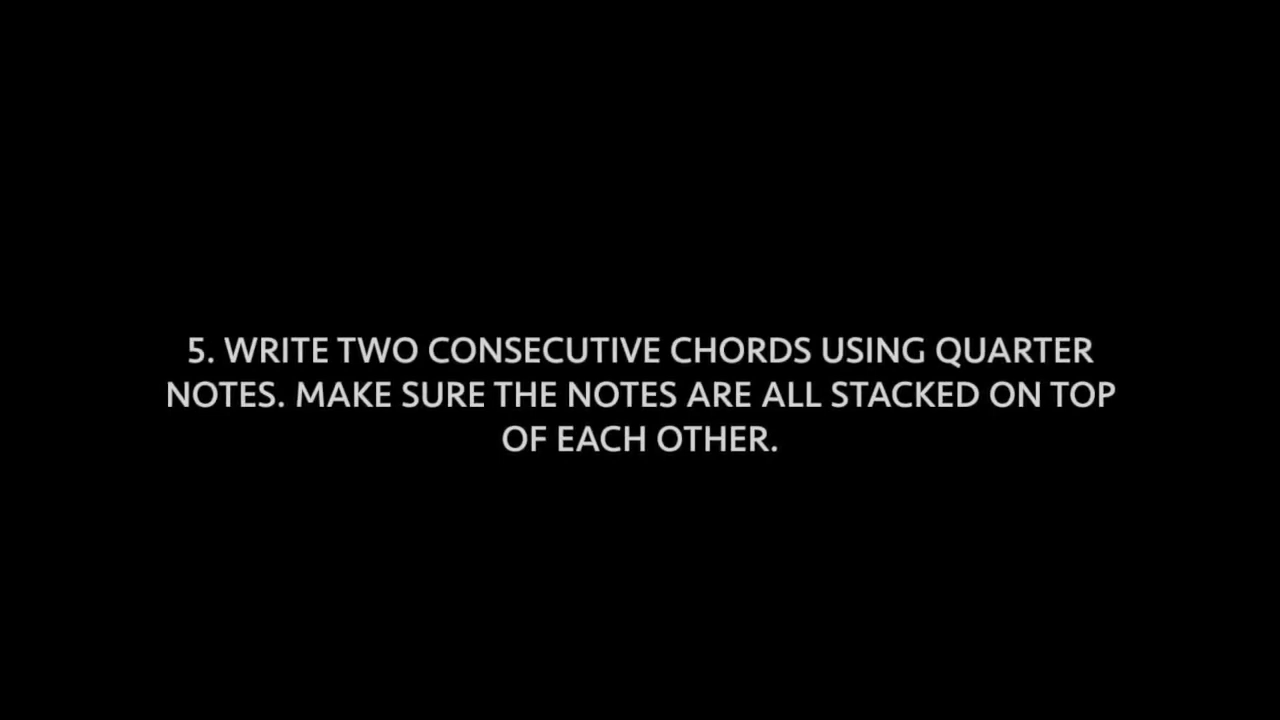 5. WRITE TWO CONSECUTIVE CHORDS USING QUARTER
NOTES. MAKE SURE THE NOTES ARE ALL STACKED ON TOP
OF EACH OTHER.